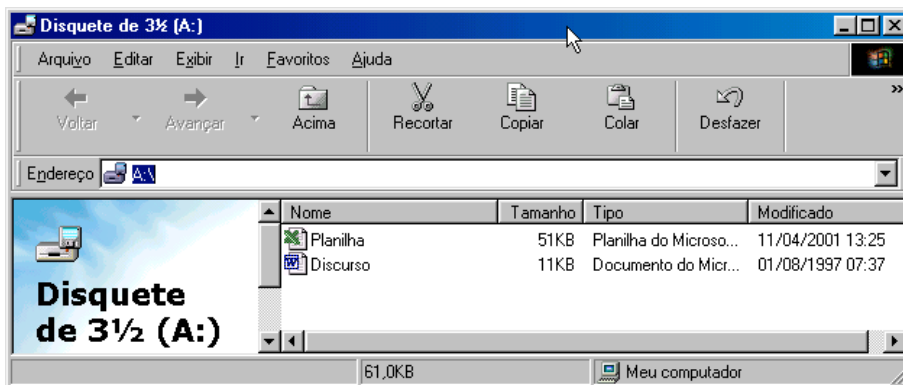 Disquete de 3½ (A:)
Arquivo Editar Exibir Ir Favoritos Ajuda
Voltar Avançar Acima Recortar Copiar Colar Desfazer »
Endereço A:\
Nome Tamanho Tipo Modificado
Planilha 51KB Planilha do Microso... 11/04/2001 13:25
Discurso 11KB Documento do Micr... 01/08/1997 07:37
Disquete
de 3½ (A:)
61,0KB Meu computador